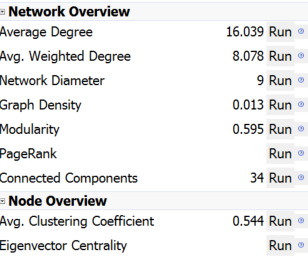 Network Overview
Average Degree 16.039 Run
Avg. Weighted Degree 8.078 Run
Network Diameter 9 Run
Graph Density 0.013 Run
Modularity 0.595 Run
PageRank Run
Connected Components 34 Run
Node Overview
Avg. Clustering Coefficient 0.544 Run
Eigenvector Centrality Run